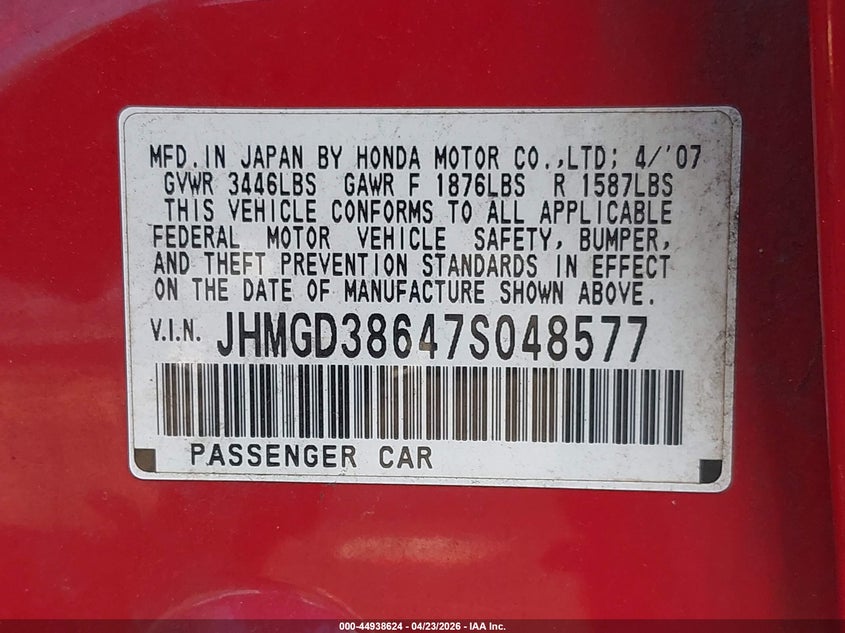 MFD. IN JAPAN BY HONDA MOTOR CO.,LTD; 4/'07
GVWR 3446LBS GAWR F 1876LBS R 1587LBS
THIS VEHICLE CONFORMS TO ALL APPLICABLE
FEDERAL MOTOR VEHICLE SAFETY, BUMPER,
AND THEFT PREVENTION STANDARDS IN EFFECT
ON THE DATE OF MANUFACTURE SHOWN ABOVE.
V.I.N. JHMGD38647S048577
PASSENGER CAR
000-44938624 | 04/23/2026 - IAA Inc.